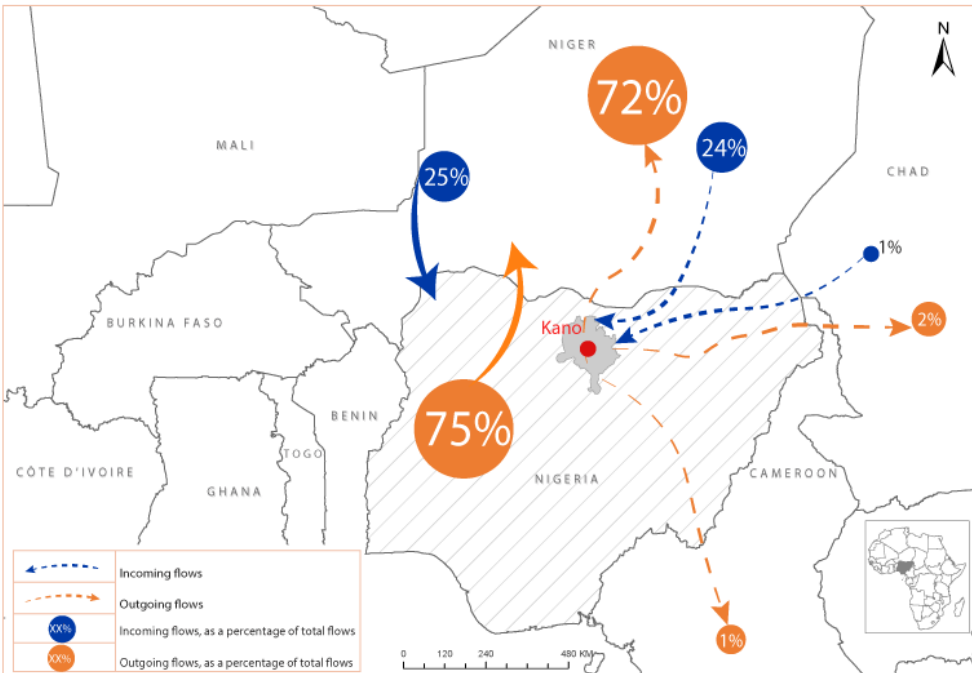 N
NIGER
72%
MALI
24%
CHAD
25%
1%
BURKINA FASO
Kano
2%
75%
BENIN
TOGO
CÔTE D'IVOIRE
GHANA
NIGERIA
CAMEROON
Incoming flows
Outgoing flows
XX%
Incoming flows, as a percentage of total flows
XX%
Outgoing flows, as a percentage of total flows
1%
0 120 240 480 KM